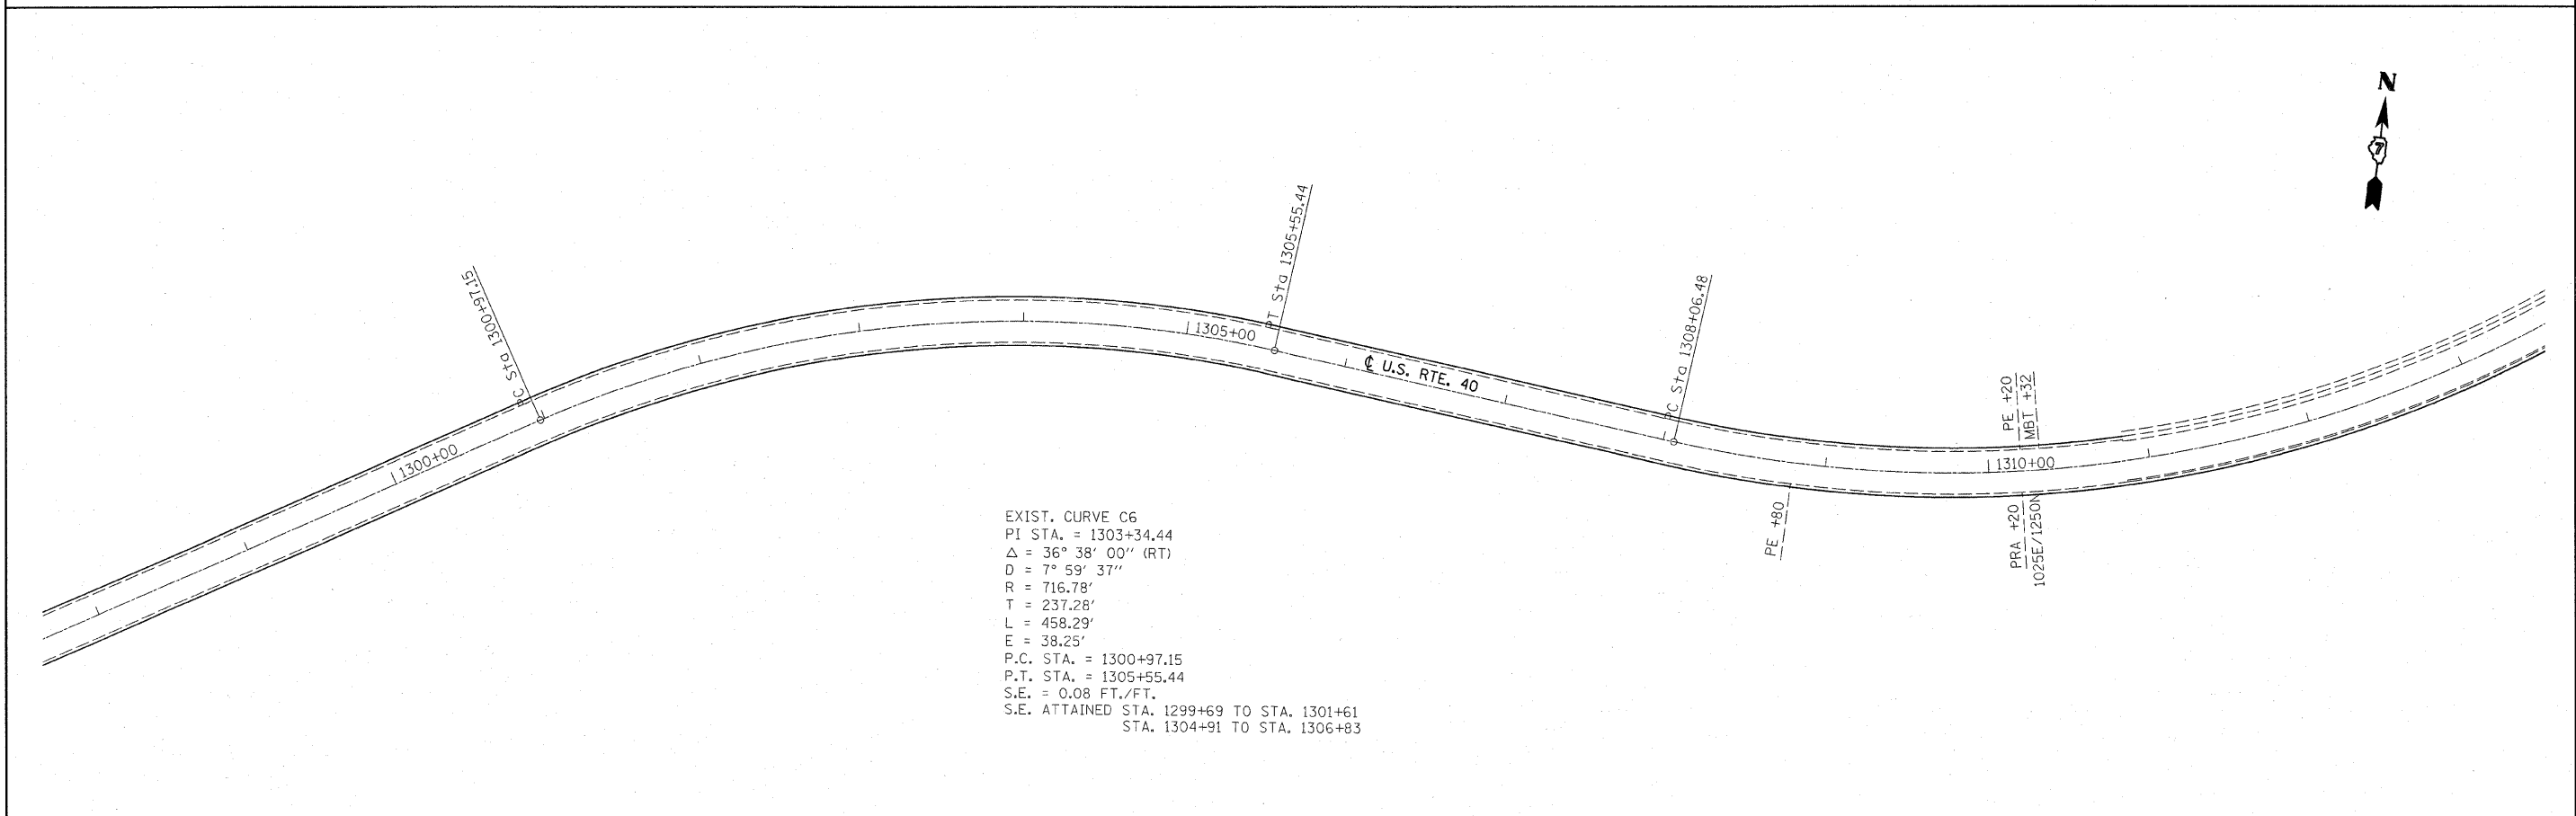 N
7
PC Sta 1300+97.15
PT Sta 1305+55.44
PC Sta 1308+06.48
1300+00
1305+00
℄ U.S. RTE. 40
1310+00
PE +20
MBT +32
PE +80
PRA +20
1025E/1250N
EXIST. CURVE C6
PI STA. = 1303+34.44
△ = 36° 38' 00'' (RT)
D = 7° 59' 37''
R = 716.78'
T = 237.28'
L = 458.29'
E = 38.25'
P.C. STA. = 1300+97.15
P.T. STA. = 1305+55.44
S.E. = 0.08 FT./FT.
S.E. ATTAINED STA. 1299+69 TO STA. 1301+61
STA. 1304+91 TO STA. 1306+83